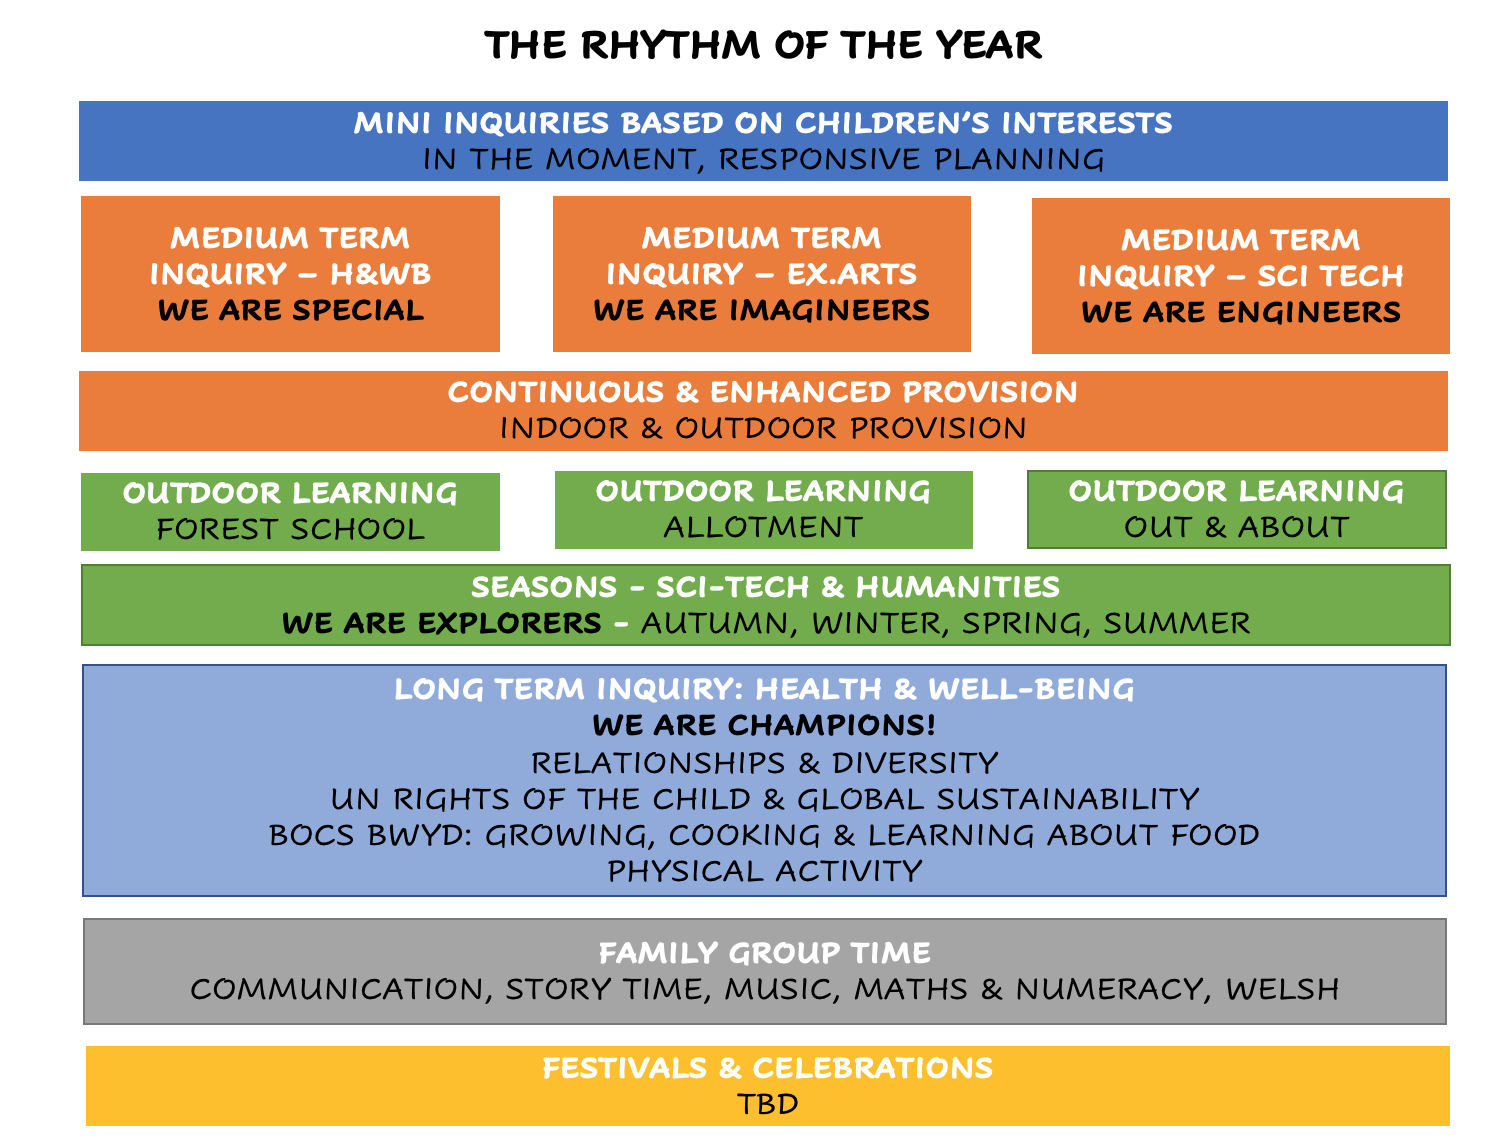 THE RHYTHM OF THE YEAR
MINI INQUIRIES BASED ON CHILDREN’S INTERESTS
IN THE MOMENT, RESPONSIVE PLANNING
MEDIUM TERM
INQUIRY – H&WB
WE ARE SPECIAL
MEDIUM TERM
INQUIRY – EX.ARTS
WE ARE IMAGINEERS
MEDIUM TERM
INQUIRY – SCI TECH
WE ARE ENGINEERS
CONTINUOUS & ENHANCED PROVISION
INDOOR & OUTDOOR PROVISION
OUTDOOR LEARNING
FOREST SCHOOL
OUTDOOR LEARNING
ALLOTMENT
OUTDOOR LEARNING
OUT & ABOUT
SEASONS - SCI-TECH & HUMANITIES
WE ARE EXPLORERS - AUTUMN, WINTER, SPRING, SUMMER
LONG TERM INQUIRY: HEALTH & WELL-BEING
WE ARE CHAMPIONS!
RELATIONSHIPS & DIVERSITY
UN RIGHTS OF THE CHILD & GLOBAL SUSTAINABILITY
BOCS BWYD: GROWING, COOKING & LEARNING ABOUT FOOD
PHYSICAL ACTIVITY
FAMILY GROUP TIME
COMMUNICATION, STORY TIME, MUSIC, MATHS & NUMERACY, WELSH
FESTIVALS & CELEBRATIONS
TBD